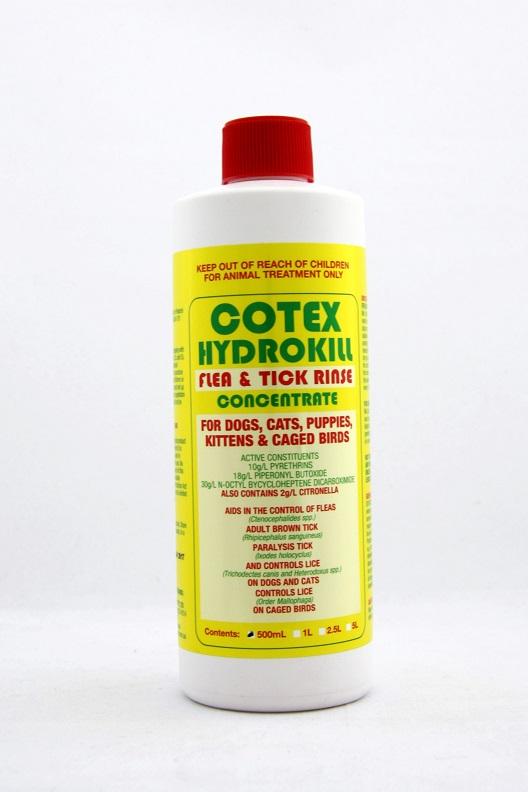 KEEP OUT OF REACH OF CHILDREN
FOR ANIMAL TREATMENT ONLY
COTEX
HYDROKILL
FLEA & TICK RINSE
CONCENTRATE
FOR DOGS, CATS, PUPPIES,
KITTENS & CAGED BIRDS
ACTIVE CONSTITUENTS
10g/L PYRETHRINS
18g/L PIPERONYL BUTOXIDE
30g/L N-OCTYL BYCYCLOHEPTENE DICARBOXIMIDE
ALSO CONTAINS 2g/L CITRONELLA
AIDS IN THE CONTROL OF FLEAS
(Ctenocephalides spp.)
ADULT BROWN TICK
(Rhipicephalus sanguineus)
PARALYSIS TICK
(Ixodes holocyclus)
AND CONTROLS LICE
(Trichodectes canis and Heterodoxus spp.)
ON DOGS AND CATS
CONTROLS LICE
(Order Mallophaga)
ON CAGED BIRDS
Contents: 500mL 1L 2.5L 5L